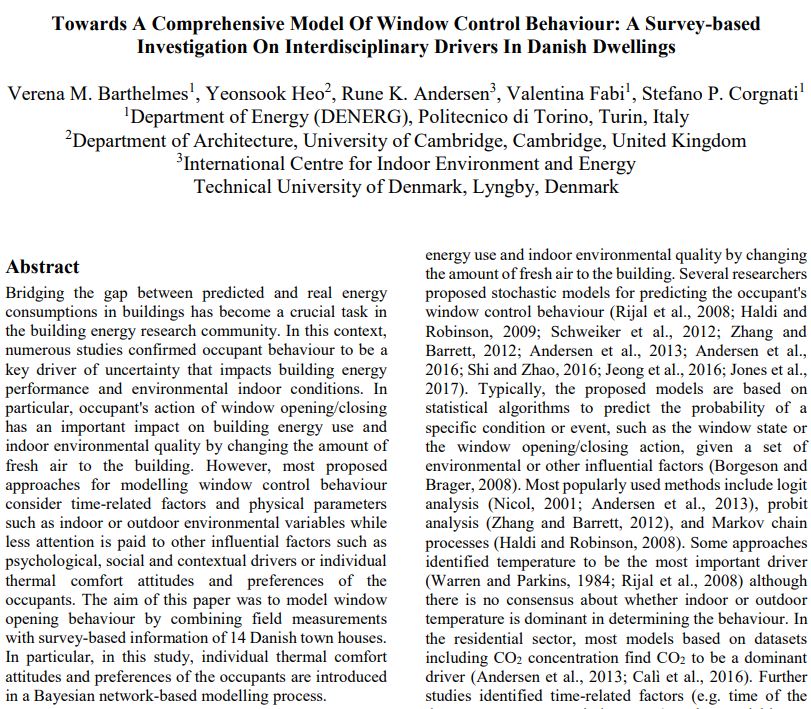 Towards A Comprehensive Model Of Window Control Behaviour: A Survey-based
Investigation On Interdisciplinary Drivers In Danish Dwellings
Verena M. Barthelmes1, Yeonsook Heo2, Rune K. Andersen3, Valentina Fabi1, Stefano P. Corgnati1
1Department of Energy (DENERG), Politecnico di Torino, Turin, Italy
2Department of Architecture, University of Cambridge, Cambridge, United Kingdom
3International Centre for Indoor Environment and Energy
Technical University of Denmark, Lyngby, Denmark
Abstract
Bridging the gap between predicted and real energy
consumptions in buildings has become a crucial task in
the building energy research community. In this context,
numerous studies confirmed occupant behaviour to be a
key driver of uncertainty that impacts building energy
performance and environmental indoor conditions. In
particular, occupant's action of window opening/closing
has an important impact on building energy use and
indoor environmental quality by changing the amount of
fresh air to the building. However, most proposed
approaches for modelling window control behaviour
consider time-related factors and physical parameters
such as indoor or outdoor environmental variables while
less attention is paid to other influential factors such as
psychological, social and contextual drivers or individual
thermal comfort attitudes and preferences of the
occupants. The aim of this paper was to model window
opening behaviour by combining field measurements
with survey-based information of 14 Danish town houses.
In particular, in this study, individual thermal comfort
attitudes and preferences of the occupants are introduced
in a Bayesian network-based modelling process.
energy use and indoor environmental quality by changing
the amount of fresh air to the building. Several researchers
proposed stochastic models for predicting the occupant's
window control behaviour (Rijal et al., 2008; Haldi and
Robinson, 2009; Schweiker et al., 2012; Zhang and
Barrett, 2012; Andersen et al., 2013; Andersen et al.,
2016; Shi and Zhao, 2016; Jeong et al., 2016; Jones et al.,
2017). Typically, the proposed models are based on
statistical algorithms to predict the probability of a
specific condition or event, such as the window state or
the window opening/closing action, given a set of
environmental or other influential factors (Borgeson and
Brager, 2008). Most popularly used methods include logit
analysis (Nicol, 2001; Andersen et al., 2013), probit
analysis (Zhang and Barrett, 2012), and Markov chain
processes (Haldi and Robinson, 2008). Some approaches
identified temperature to be the most important driver
(Warren and Parkins, 1984; Rijal et al., 2008) although
there is no consensus about whether indoor or outdoor
temperature is dominant in determining the behaviour. In
the residential sector, most models based on datasets
including CO2 concentration find CO2 to be a dominant
driver (Andersen et al., 2013; Calì et al., 2016). Further
studies identified time-related factors (e.g. time of the